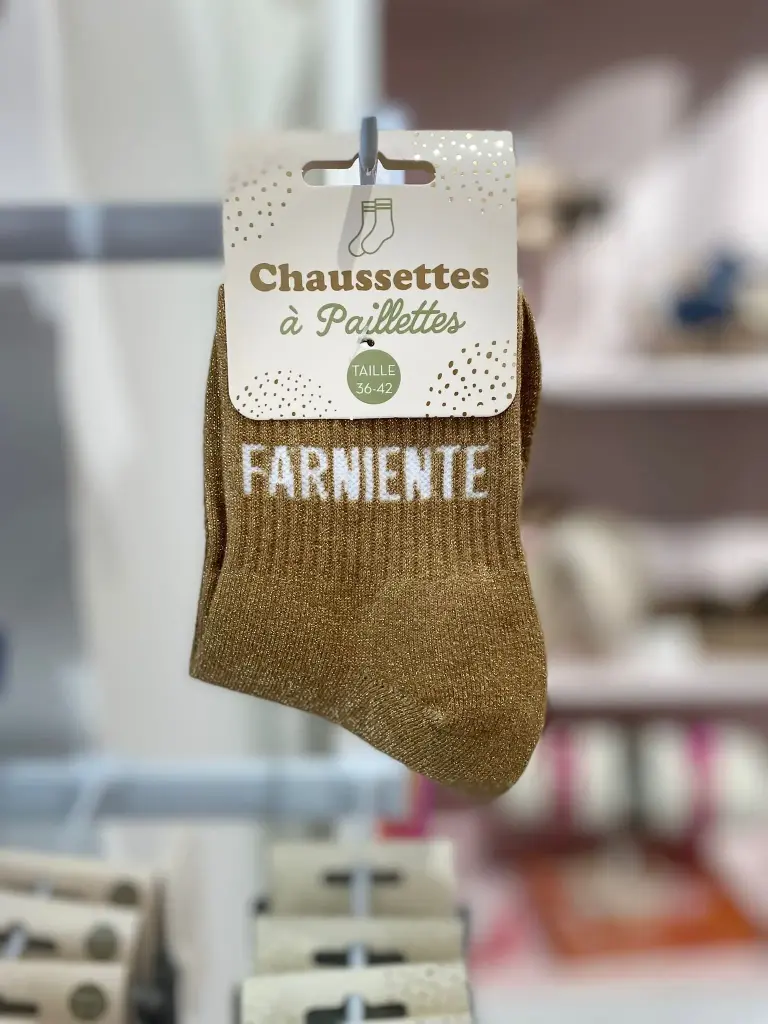 Chaussettes
à Paillettes
TAILLE
36-42
FARNIENTE